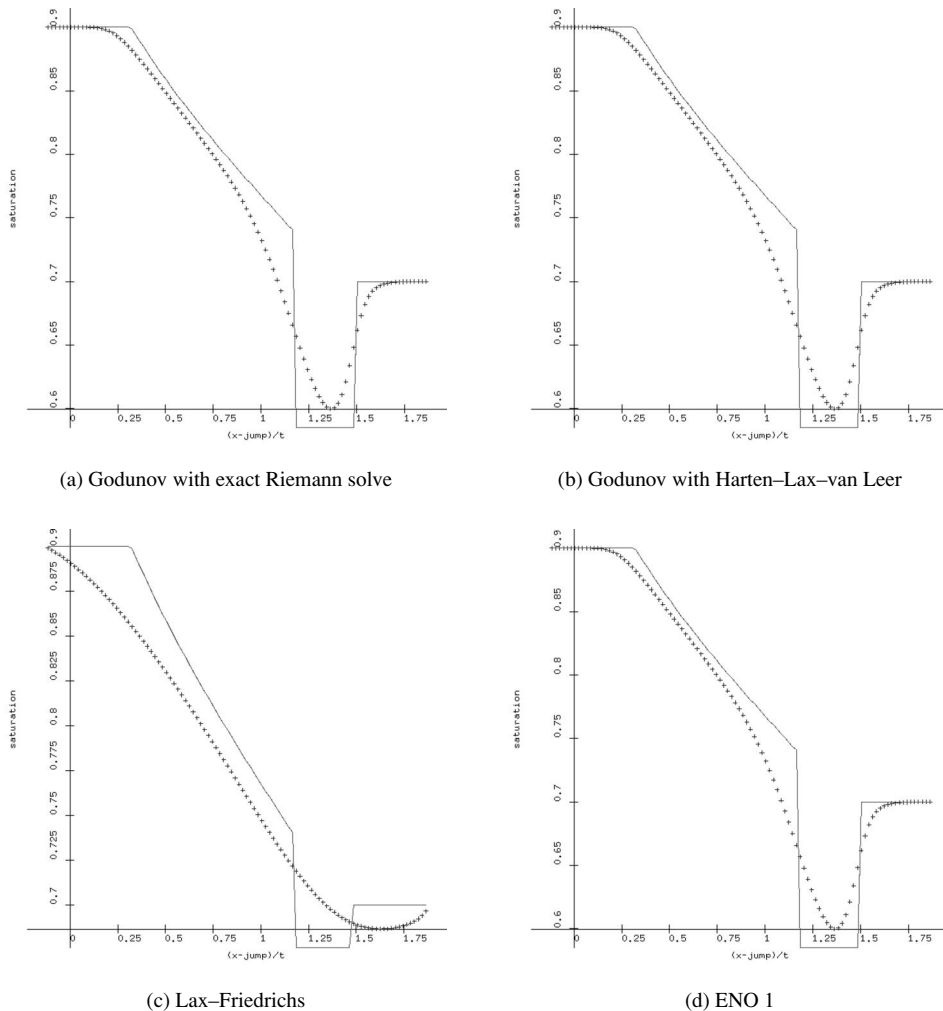 0.9
0.85
0.8
0.75
0.7
0.65
0.6
saturation
0 0.25 0.5 0.75 1 1.25 1.5 1.75
(x-jump)/t
(a) Godunov with exact Riemann solve
0.9
0.85
0.8
0.75
0.7
0.65
0.6
saturation
0 0.25 0.5 0.75 1 1.25 1.5 1.75
(x-jump)/t
(b) Godunov with Harten–Lax–van Leer
0.9
0.875
0.85
0.825
0.8
0.775
0.75
0.725
0.7
saturation
0 0.25 0.5 0.75 1 1.25 1.5 1.75
(x-jump)/t
(c) Lax–Friedrichs
0.9
0.85
0.8
0.75
0.7
0.65
0.6
saturation
0 0.25 0.5 0.75 1 1.25 1.5 1.75
(x-jump)/t
(d) ENO 1